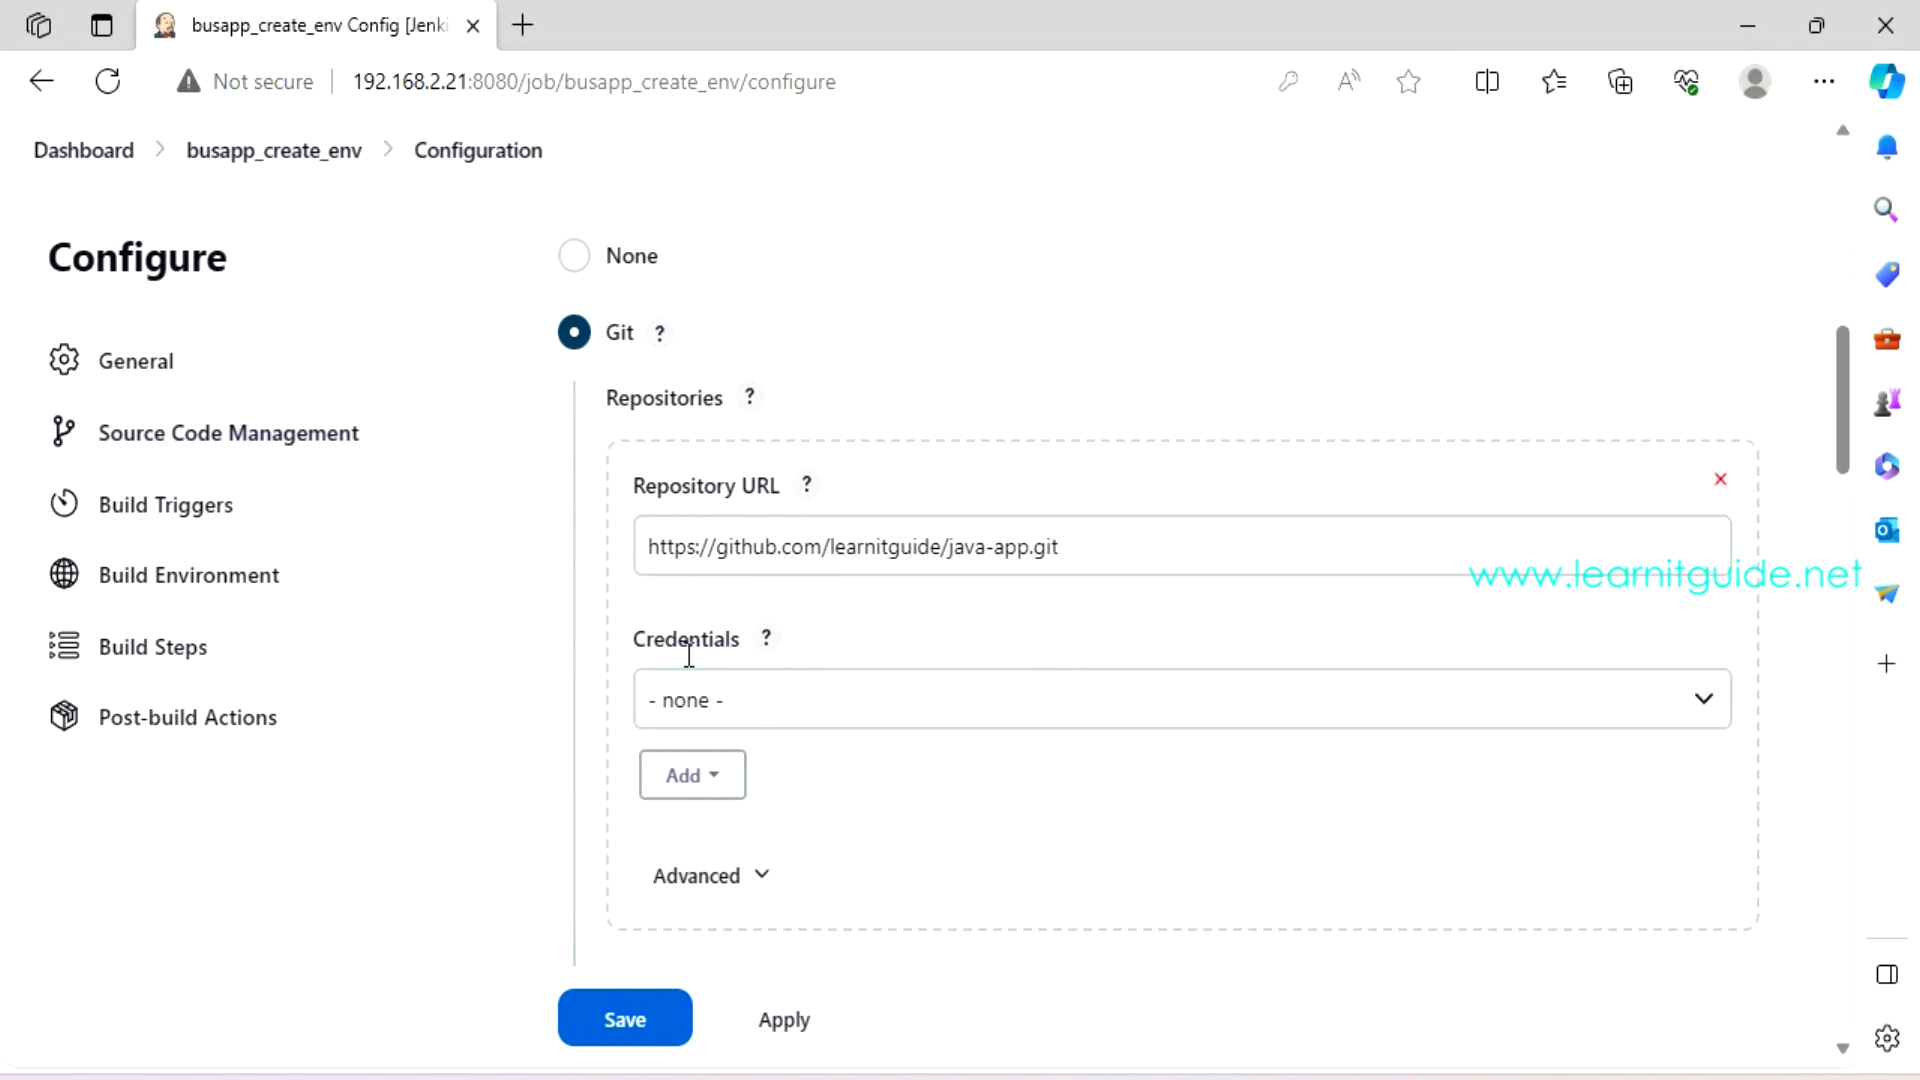 busapp_create_env Config [Jenki
Not secure
192.168.2.21:8080/job/busapp_create_env/configure
Dashboard
busapp_create_env
Configuration
Configure
General
Source Code Management
Build Triggers
Build Environment
Build Steps
Post-build Actions
None
Git ?
Repositories ?
Repository URL ?
https://github.com/learnitguide/java-app.git
www.learnitguide.net
Credentials ?
- none -
Add
Advanced
Save
Apply